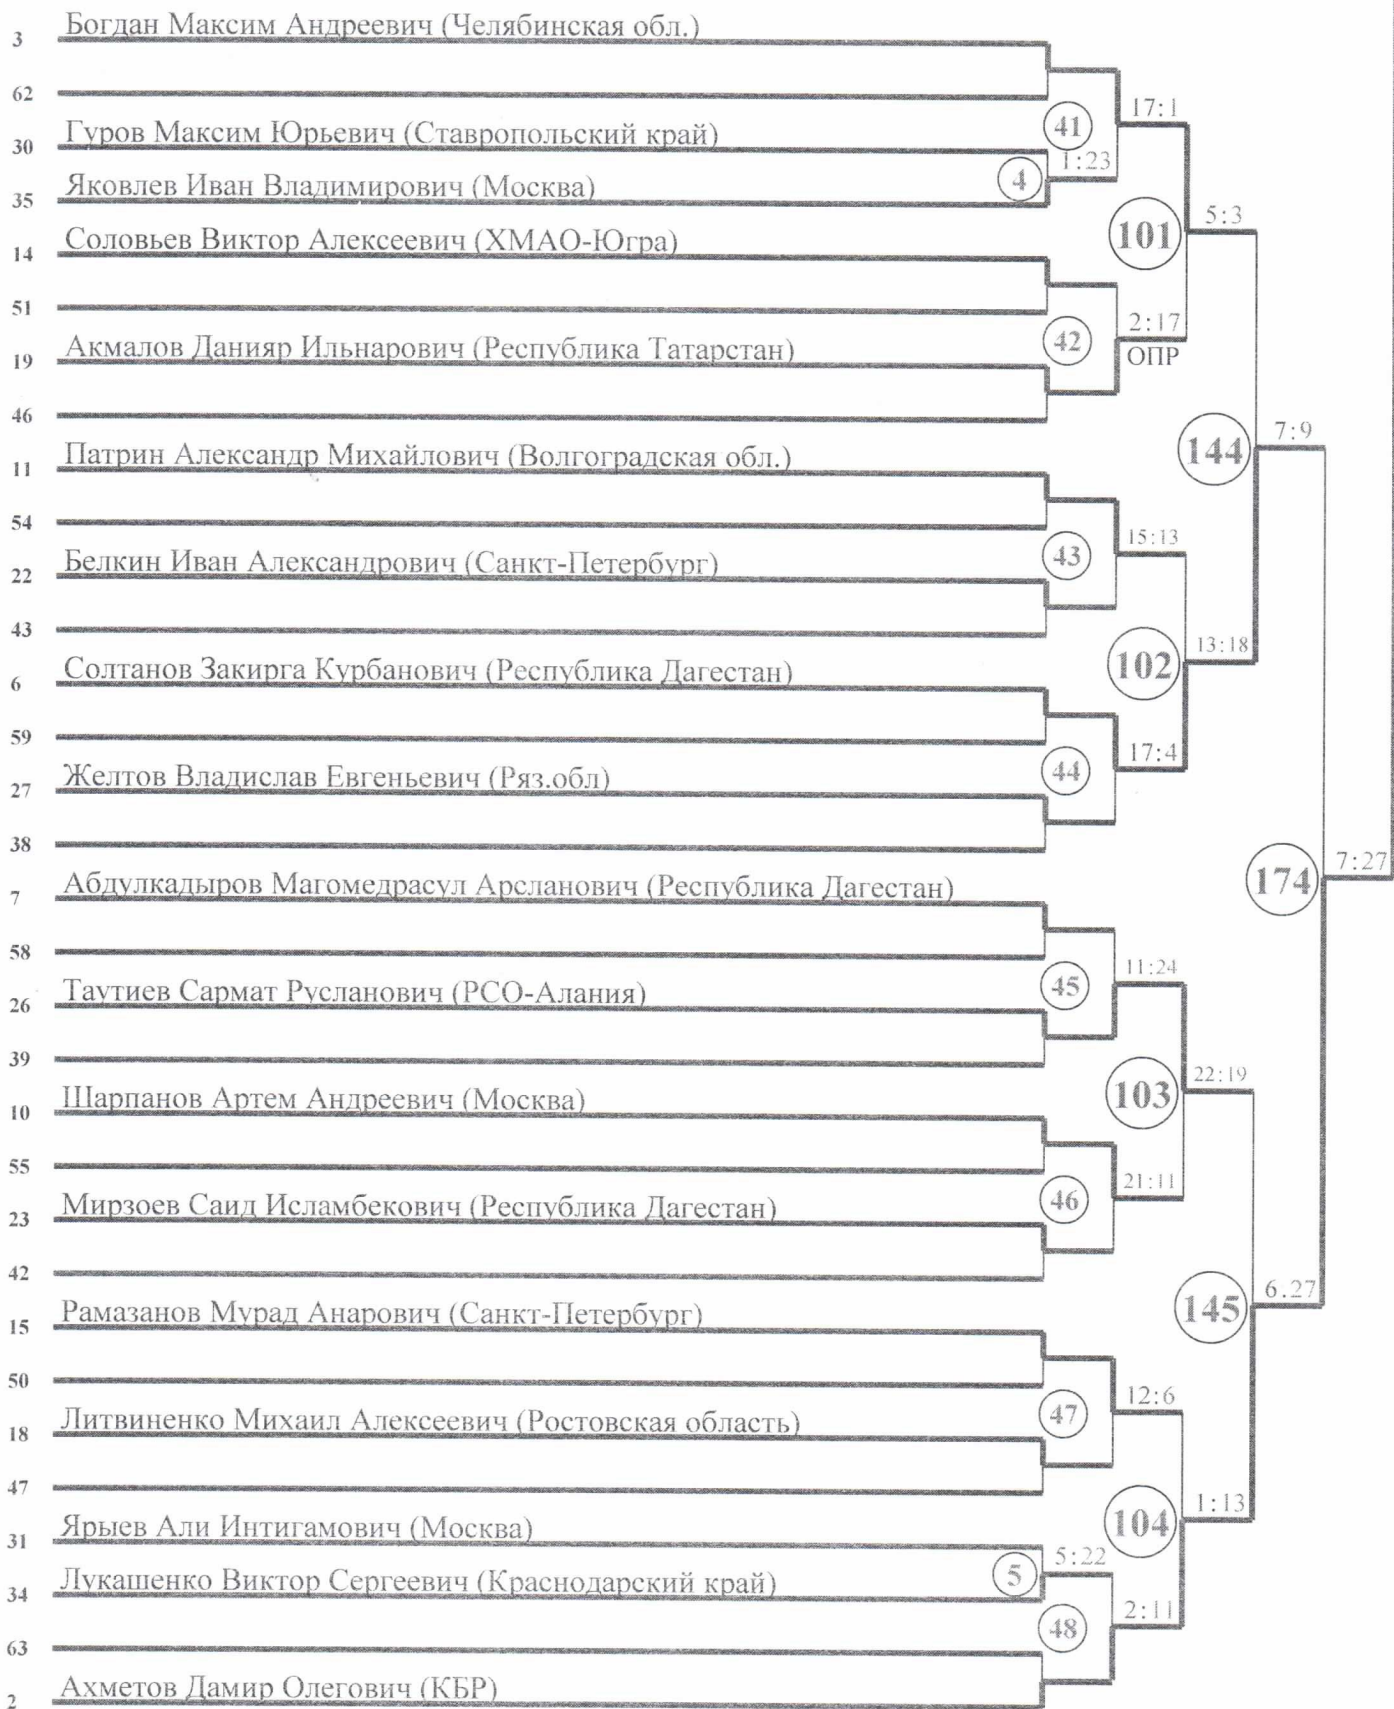 3 Богдан Максим Андреевич (Челябинская обл.)
62
17:1
41
30 Гуров Максим Юрьевич (Ставропольский край)
1:23
4
35 Яковлев Иван Владимирович (Москва)
5:3
101
14 Соловьев Виктор Алексеевич (ХМАО-Югра)
51
2:17
42
19 Акмалов Данияр Ильнарович (Республика Татарстан)
ОПР
46
7:9
144
11 Патрин Александр Михайлович (Волгоградская обл.)
54
15:13
43
22 Белкин Иван Александрович (Санкт-Петербург)
43
13:18
102
6 Солтанов Закирга Курбанович (Республика Дагестан)
59
17:4
44
27 Желтов Владислав Евгеньевич (Ряз.обл)
38
7:27
174
7 Абдулкадыров Магомедрасул Арсланович (Республика Дагестан)
58
11:24
45
26 Таутиев Сармат Русланович (РСО-Алания)
39
22:19
103
10 Шарпанов Артем Андреевич (Москва)
55
21:11
46
23 Мирзоев Саид Исламбекович (Республика Дагестан)
42
6.27
145
15 Рамазанов Мурад Анарович (Санкт-Петербург)
50
12:6
47
18 Литвиненко Михаил Алексеевич (Ростовская область)
47
1:13
104
31 Ярыев Али Интигамович (Москва)
5:22
5
34 Лукашенко Виктор Сергеевич (Краснодарский край)
2:11
48
63
2 Ахметов Дамир Олегович (КБР)